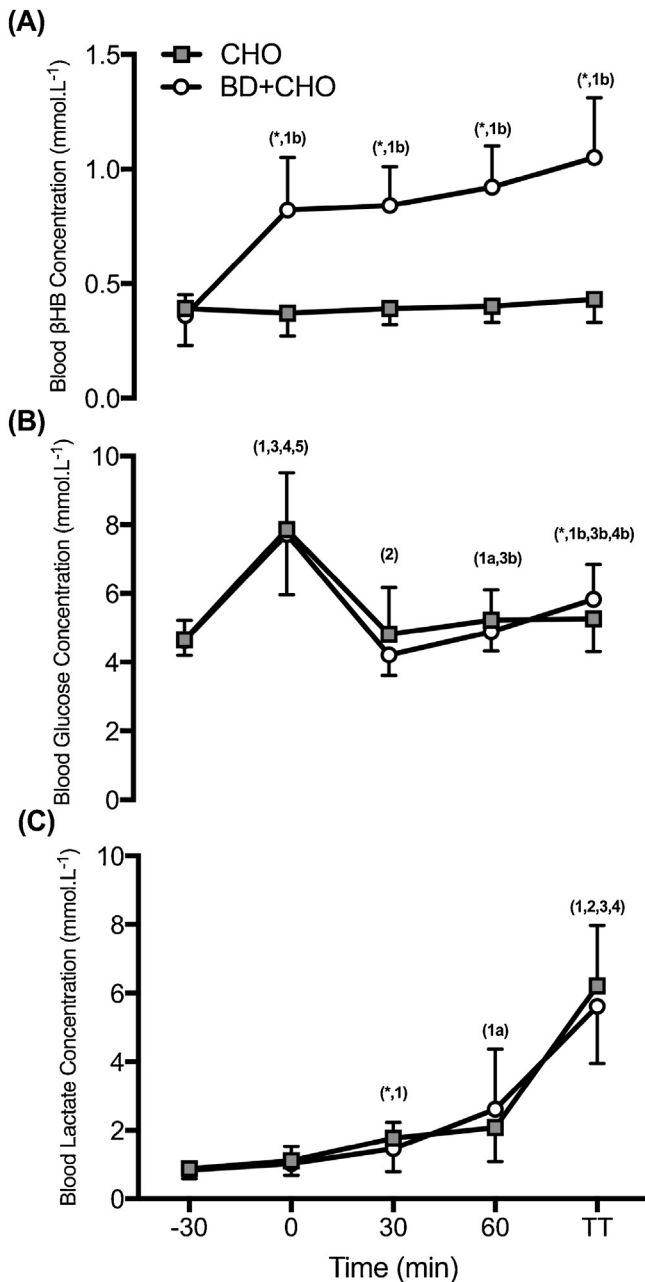 (A)
Blood βHB Concentration (mmol.L-1)
1.5
1.0
0.5
0.0
CHO
BD+CHO
(*,1b)
(*,1b)
(*,1b)
(*,1b)
(B)
Blood Glucose Concentration (mmol.L-1)
10
8
6
4
2
0
(1,3,4,5)
(2)
(1a,3b)
(*,1b,3b,4b)
(C)
Blood Lactate Concentration (mmol.L-1)
10
8
6
4
2
0
(*,1)
(1a)
(1,2,3,4)
-30 0 30 60 TT
Time (min)